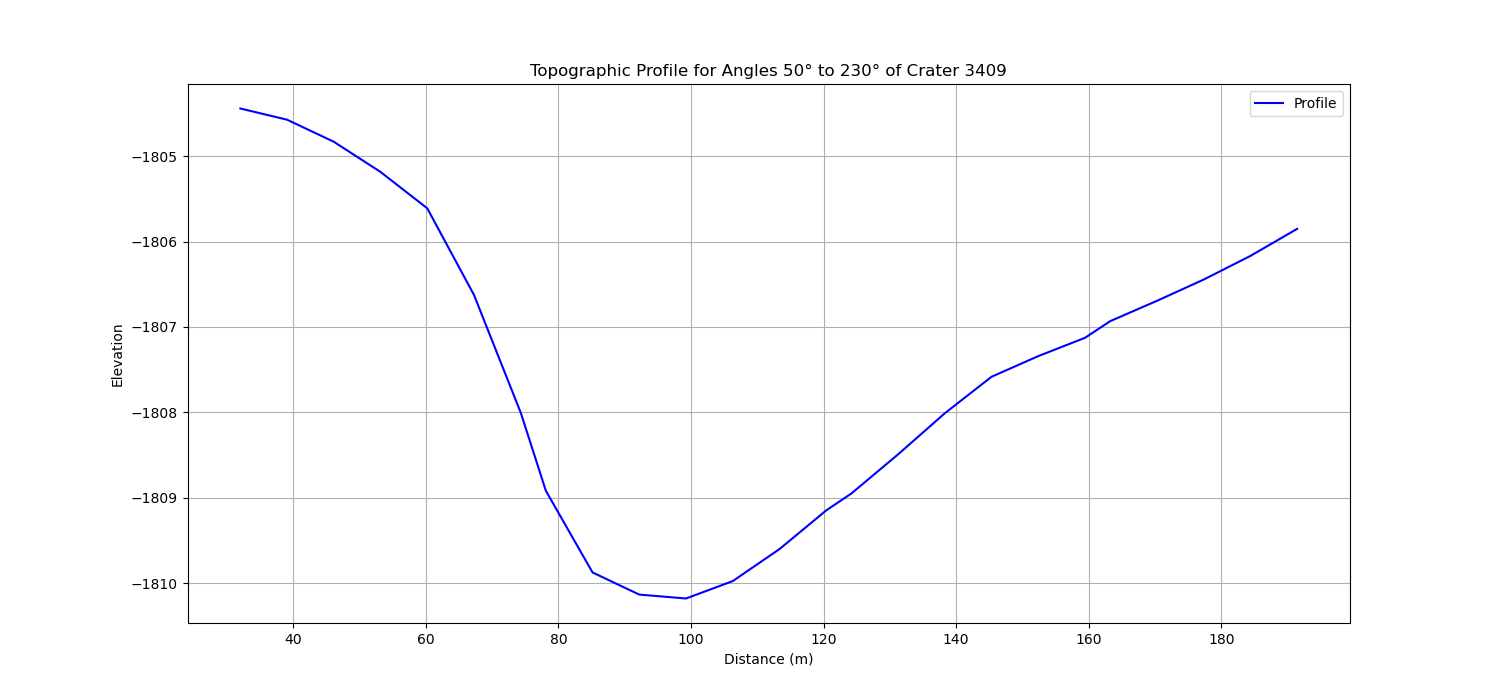 Topographic Profile for Angles 50° to 230° of Crater 3409
Profile
−1805
−1806
−1807
−1808
−1809
−1810
Elevation
40 60 80 100 120 140 160 180
Distance (m)